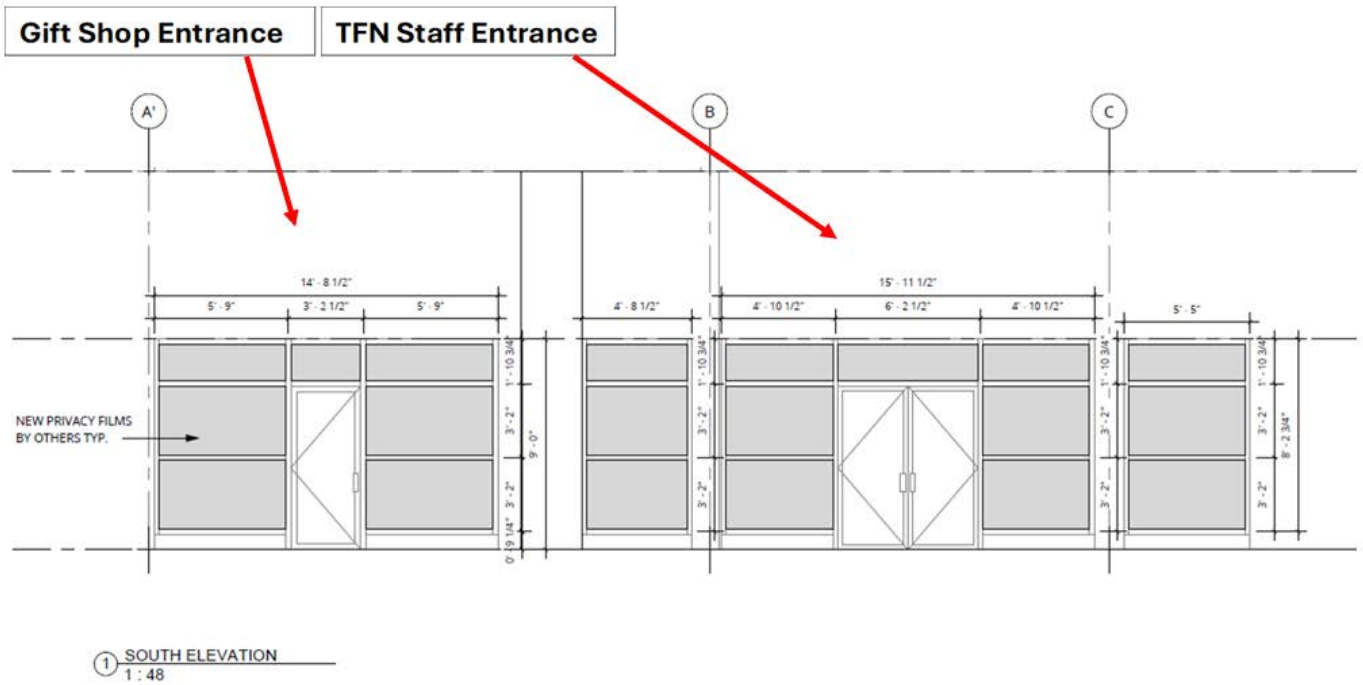 Gift Shop Entrance
TFN Staff Entrance
A'
B
C
14' - 8 1/2"
15' - 11 1/2"
5' - 9"
3' - 2 1/2"
5' - 9"
4' - 8 1/2"
4' - 10 1/2"
6' - 2 1/2"
4' - 10 1/2"
5' - 5"
1' - 10 3/4"
3' - 2"
3' - 2"
0' - 9 1/4"
9' - 0"
1' - 10 3/4"
3' - 2"
3' - 2"
1' - 10 3/4"
3' - 2"
3' - 2"
1' - 10 3/4"
3' - 2"
3' - 2"
8' - 2 3/4"
NEW PRIVACY FILMS
BY OTHERS TYP.
1
SOUTH ELEVATION
1 : 48